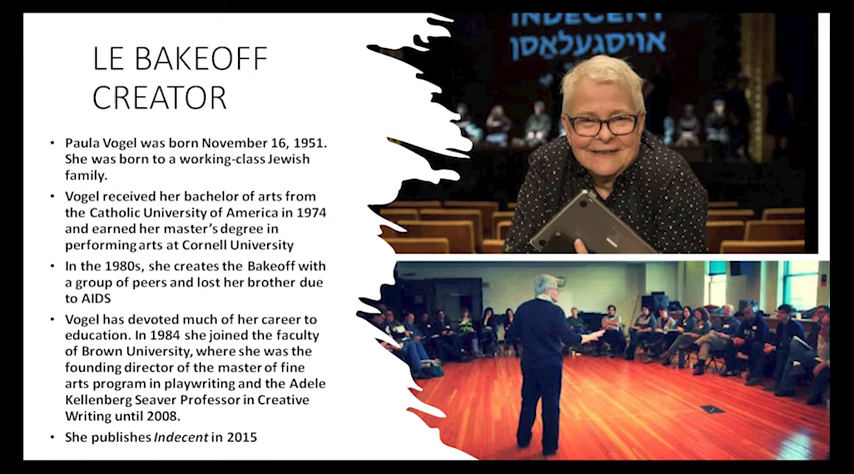 LE BAKEOFF
CREATOR
• Paula Vogel was born November 16, 1951.
She was born to a working-class Jewish
family.
• Vogel received her bachelor of arts from
the Catholic University of America in 1974
and earned her master's degree in
performing arts at Cornell University
• In the 1980s, she creates the Bakeoff with
a group of peers and lost her brother due
to AIDS
• Vogel has devoted much of her career to
education. In 1984 she joined the faculty
of Brown University, where she was the
founding director of the master of fine
arts program in playwriting and the Adele
Kellenberg Seaver Professor in Creative
Writing until 2008.
• She publishes Indecent in 2015
INDECENT
אויסגעלאַסן